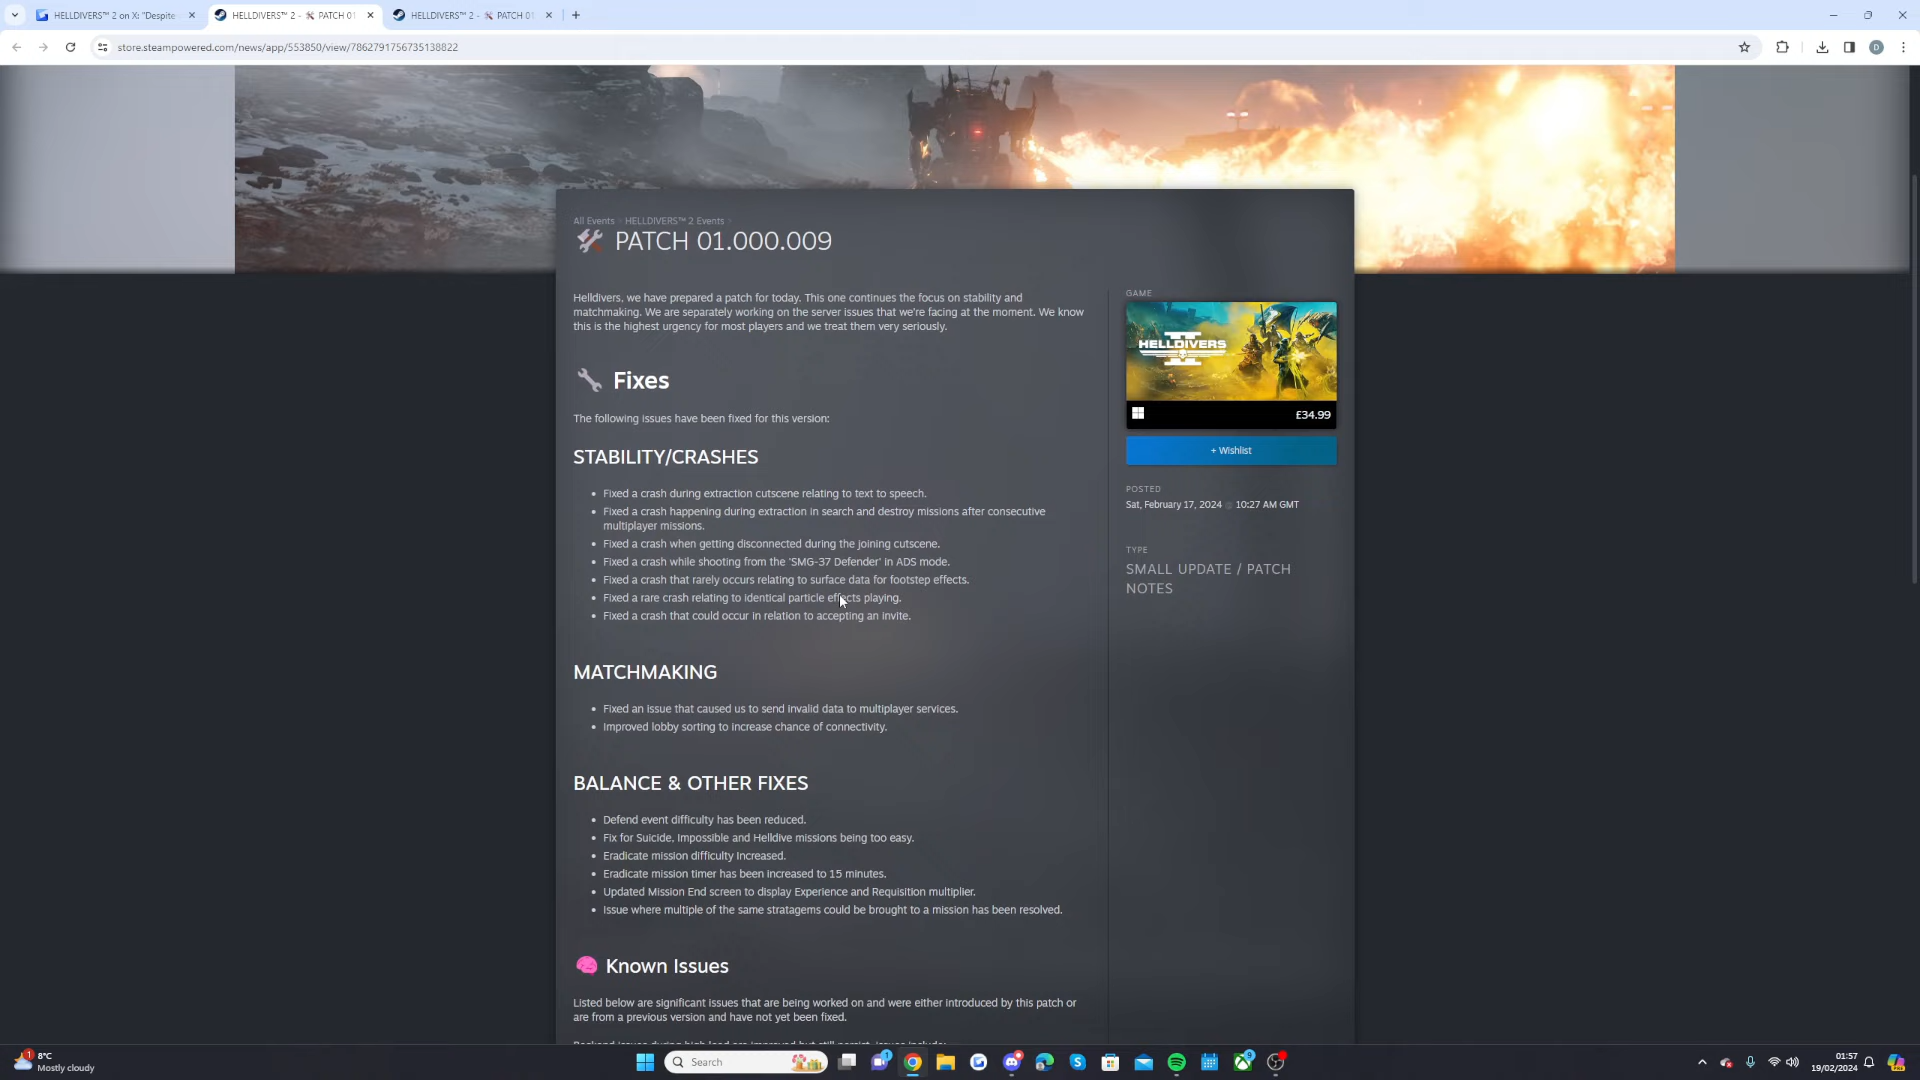 HELLDIVERS™ 2 on X: "Despite
HELLDIVERS™ 2 - 🛠️ PATCH 01
HELLDIVERS™ 2 - 🛠️ PATCH 01
store.steampowered.com/news/app/553850/view/7862791756735138822
D
All Events > HELLDIVERS™ 2 Events >
🛠️ PATCH 01.000.009
Helldivers, we have prepared a patch for today. This one continues the focus on stability and
matchmaking. We are separately working on the server issues that we're facing at the moment. We know
this is the highest urgency for most players and we treat them very seriously.
🔧 Fixes
The following issues have been fixed for this version:
STABILITY/CRASHES
• Fixed a crash during extraction cutscene relating to text to speech.
• Fixed a crash happening during extraction in search and destroy missions after consecutive
multiplayer missions.
• Fixed a crash when getting disconnected during the joining cutscene.
• Fixed a crash while shooting from the 'SMG-37 Defender' in ADS mode.
• Fixed a crash that rarely occurs relating to surface data for footstep effects.
• Fixed a rare crash relating to identical particle effects playing.
• Fixed a crash that could occur in relation to accepting an invite.
MATCHMAKING
• Fixed an issue that caused us to send invalid data to multiplayer services.
• Improved lobby sorting to increase chance of connectivity.
BALANCE & OTHER FIXES
• Defend event difficulty has been reduced.
• Fix for Suicide, Impossible and Helldive missions being too easy.
• Eradicate mission difficulty increased.
• Eradicate mission timer has been increased to 15 minutes.
• Updated Mission End screen to display Experience and Requisition multiplier.
• Issue where multiple of the same stratagems could be brought to a mission has been resolved.
🧠 Known Issues
Listed below are significant issues that are being worked on and were either introduced by this patch or
are from a previous version and have not yet been fixed.
GAME
HELLDIVERS
II
£34.99
+ Wishlist
POSTED
Sat, February 17, 2024 @ 10:27 AM GMT
TYPE
SMALL UPDATE / PATCH
NOTES
1
8°C
Mostly cloudy
Search
1
9
01:57
19/02/2024